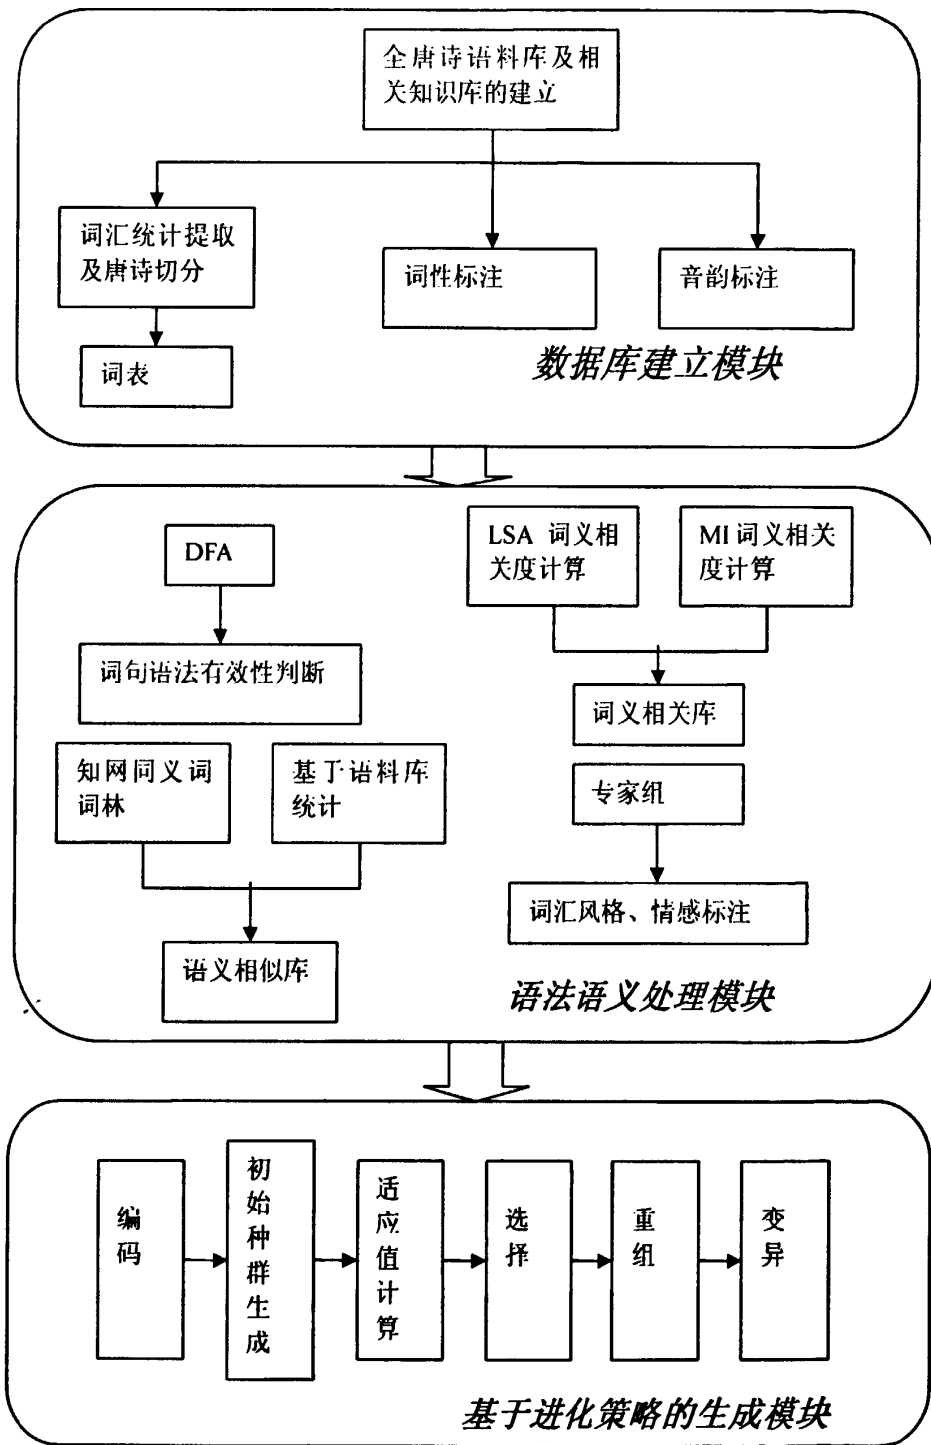 全唐诗语料库及相
关知识库的建立
词汇统计提取
及唐诗切分
词性标注
音韵标注
词表
数据库建立模块
DFA
词句语法有效性判断
LSA 词义相
关度计算
MI词义相关
度计算
词义相关库
知网同义词
词林
基于语料库
统计
语义相似库
专家组
词汇风格、情感标注
语法语义处理模块
编码
初始种群生成
适应值计算
选择
重组
变异
基于进化策略的生成模块